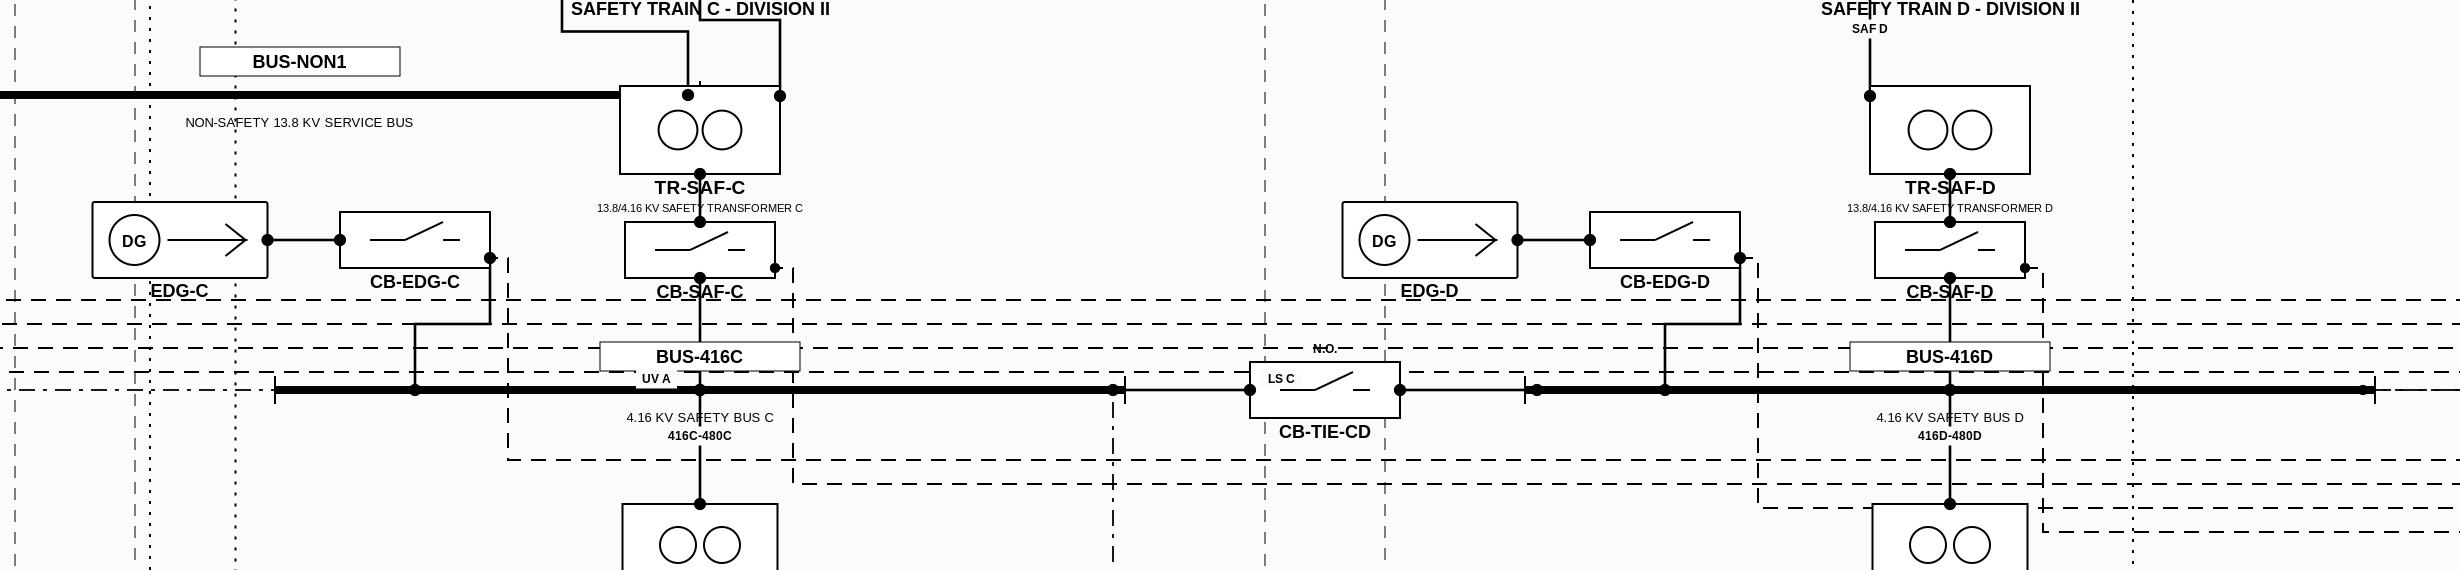 SAFETY TRAIN C - DIVISION II
SAFETY TRAIN D - DIVISION II
SAF D
BUS-NON1
NON-SAFETY 13.8 KV SERVICE BUS
TR-SAF-C
13.8/4.16 KV SAFETY TRANSFORMER C
TR-SAF-D
13.8/4.16 KV SAFETY TRANSFORMER D
DG
EDG-C
CB-EDG-C
CB-SAF-C
DG
EDG-D
CB-EDG-D
CB-SAF-D
BUS-416C
UV A
4.16 KV SAFETY BUS C
416C-480C
N.O.
LS C
CB-TIE-CD
BUS-416D
4.16 KV SAFETY BUS D
416D-480D